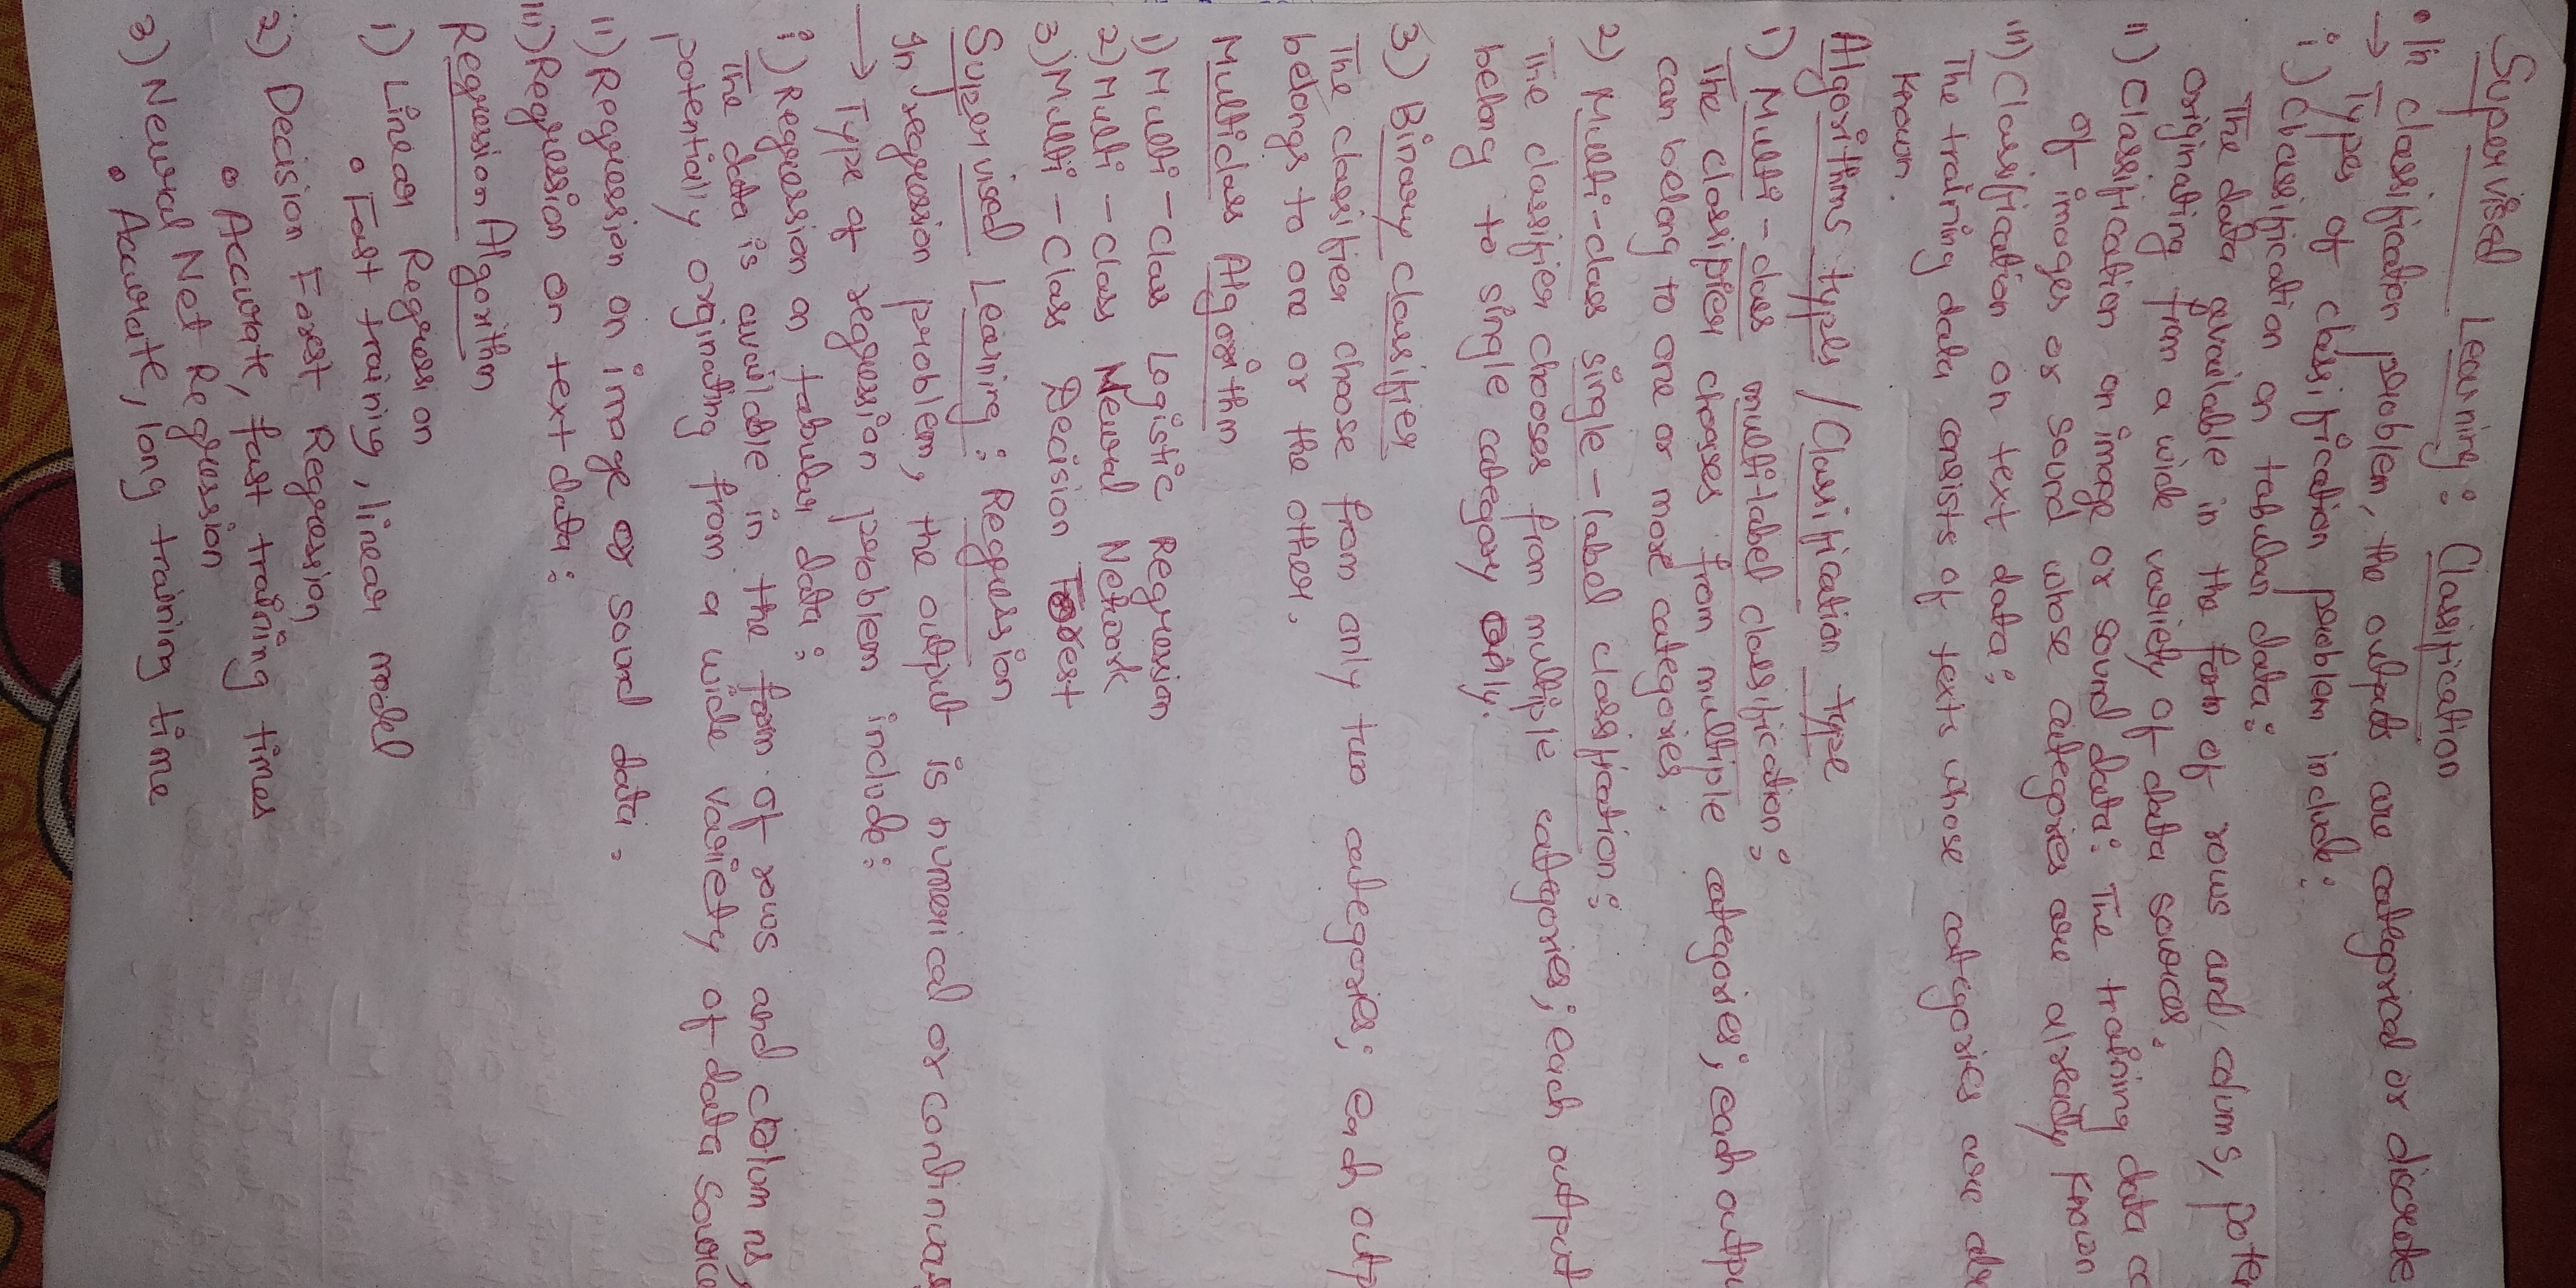 Supervised Learning : Classification
• In classification problem, the outputs are categorical or discrete
→ Types of classification problem include :
i) Classification on tabular data :
The data available in the form of rows and colums,
originating from a wide variety of data sources.
ii) Classification on image or sound data : The training data
of images or sound whose categories are already known
iii) Classification on text data :
The training data consists of texts whose categories are
known.
Algorithms types / Classification type
1) Multi - class multi-label classification :
The classifier chooses from multiple categories ; each
can belong to one or more categories.
2) Multi-class single-label classification :
The classifier chooses from multiple categories ; each output
belong to single category only.
3) Binary classifier
The classifier choose from only two categories ; each
belongs to one or the other.
Multiclass Algorithm
1) Multi - class Logistic Regression
2) Multi - class Neural Network
3) Multi - class Decision Forest
Supervised Learning : Regression
In regression problem, the output is numerical or
→ Type of regression problem include :
i) Regression on tabular data :
The data is available in the form of rows and colum ns,
potentially orginating from a wide variety of data
ii) Regression on image or sound data.
iii) Regression on text data :
Regression Algorithm
1) Linear Regression
• Fast training, linear model
2) Decision Forest Regression
• Accurate, fast training times
3) Neural Net Regression
• Accurate, long training time